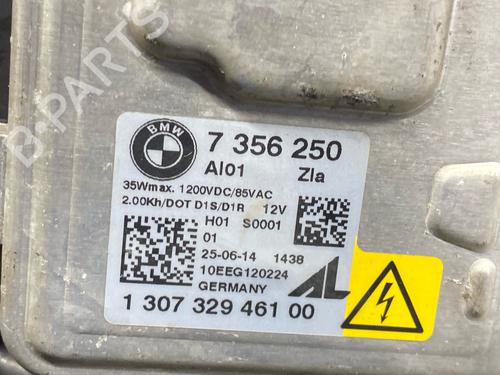 B-PARTS
BMW
7 356 250
AI01 Zla
35Wmax. 1200VDC/85VAC
2.00Kh/DOT D1S/D1R 12V
H01 S0001
01
25-06-14 1438
10EEG120224
GERMANY
AL
1 307 329 461 00